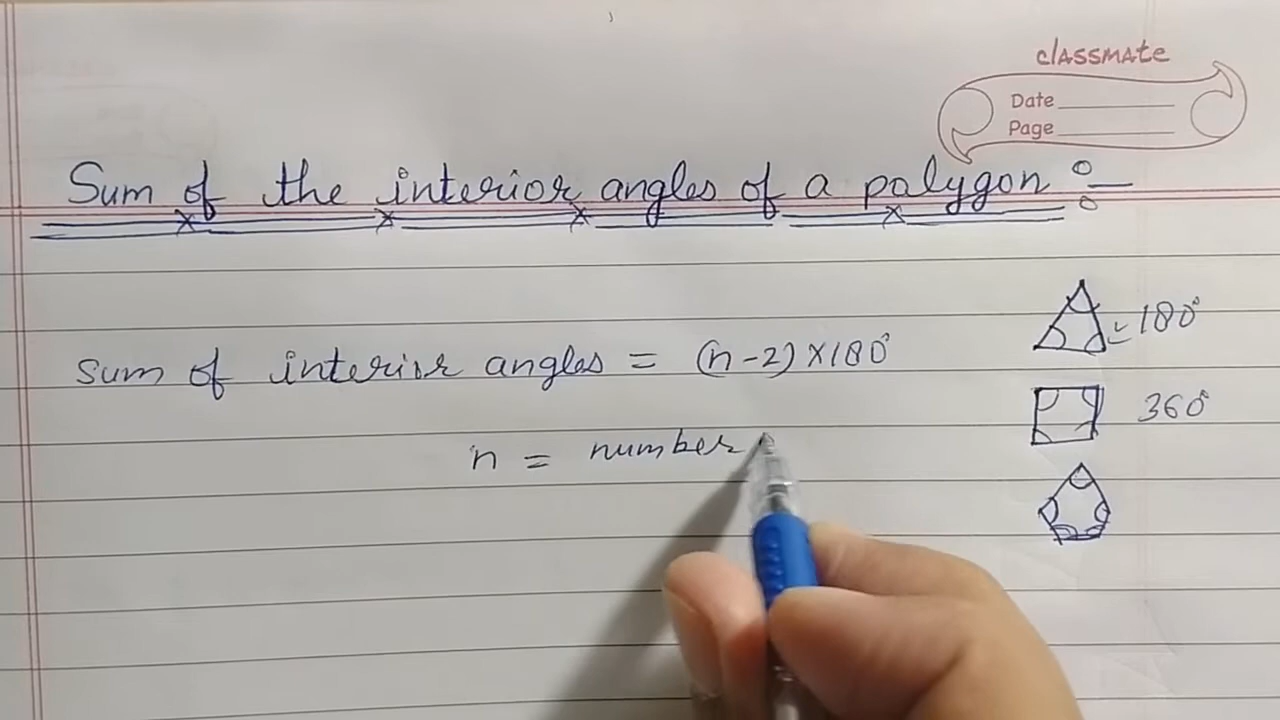 classmate
Date
Page
Sum of the interior angles of a polygon :-
Sum of interior angles = (n-2)×180°
n = number
180°
360°